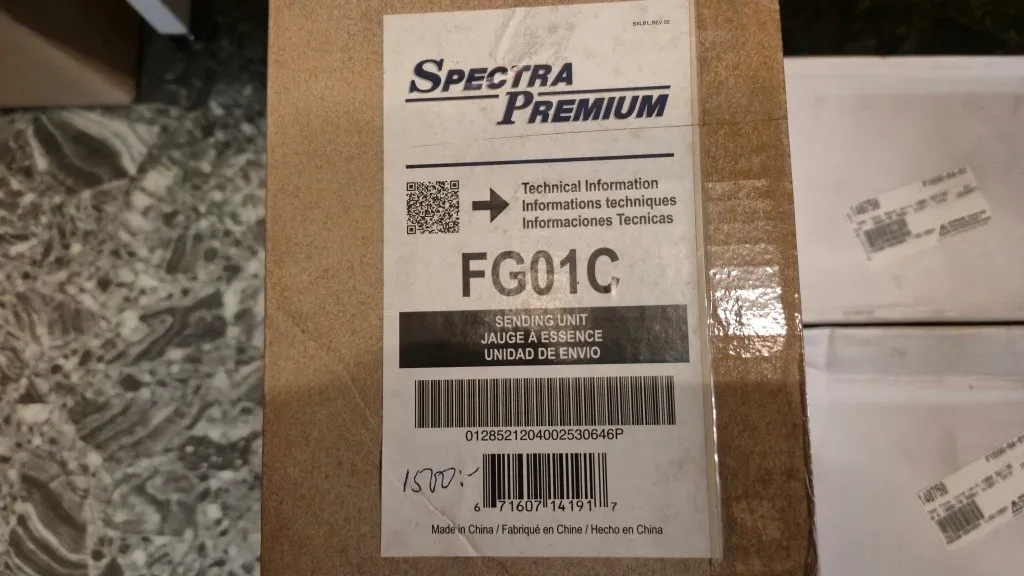 BXLB1_REV 02
SPECTRA
PREMIUM
Technical Information
Informations techniques
Informaciones Tecnicas
FG01C
SENDING UNIT
JAUGE À ESSENCE
UNIDAD DE ENVIO
0128521204002530646P
1500:-
6 71607 14191 7
Made in China / Fabriqué en Chine / Hecho en China